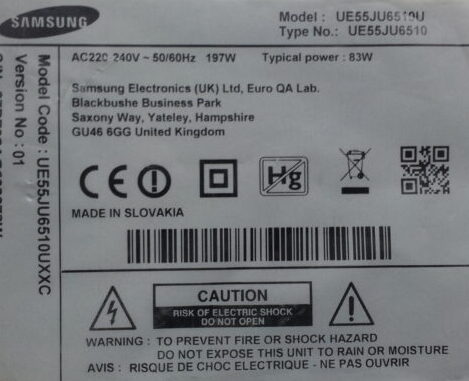 SAMSUNG
Model : UE55JU6510U
Type No.: UE55JU6510
AC220 240V ~ 50/60Hz 197W Typical power : 83W
Samsung Electronics (UK) Ltd, Euro QA Lab.
Blackbushe Business Park
Saxony Way, Yateley, Hampshire
GU46 6GG United Kingdom
Model Code : UE55JU6510UXXC
Version No : 01
CE
Hg
MADE IN SLOVAKIA
CAUTION
RISK OF ELECTRIC SHOCK
DO NOT OPEN
WARNING : TO PREVENT FIRE OR SHOCK HAZARD
DO NOT EXPOSE THIS UNIT TO RAIN OR MOISTURE
AVIS : RISQUE DE CHOC ELECTRIQUE - NE PAS OUVRIR